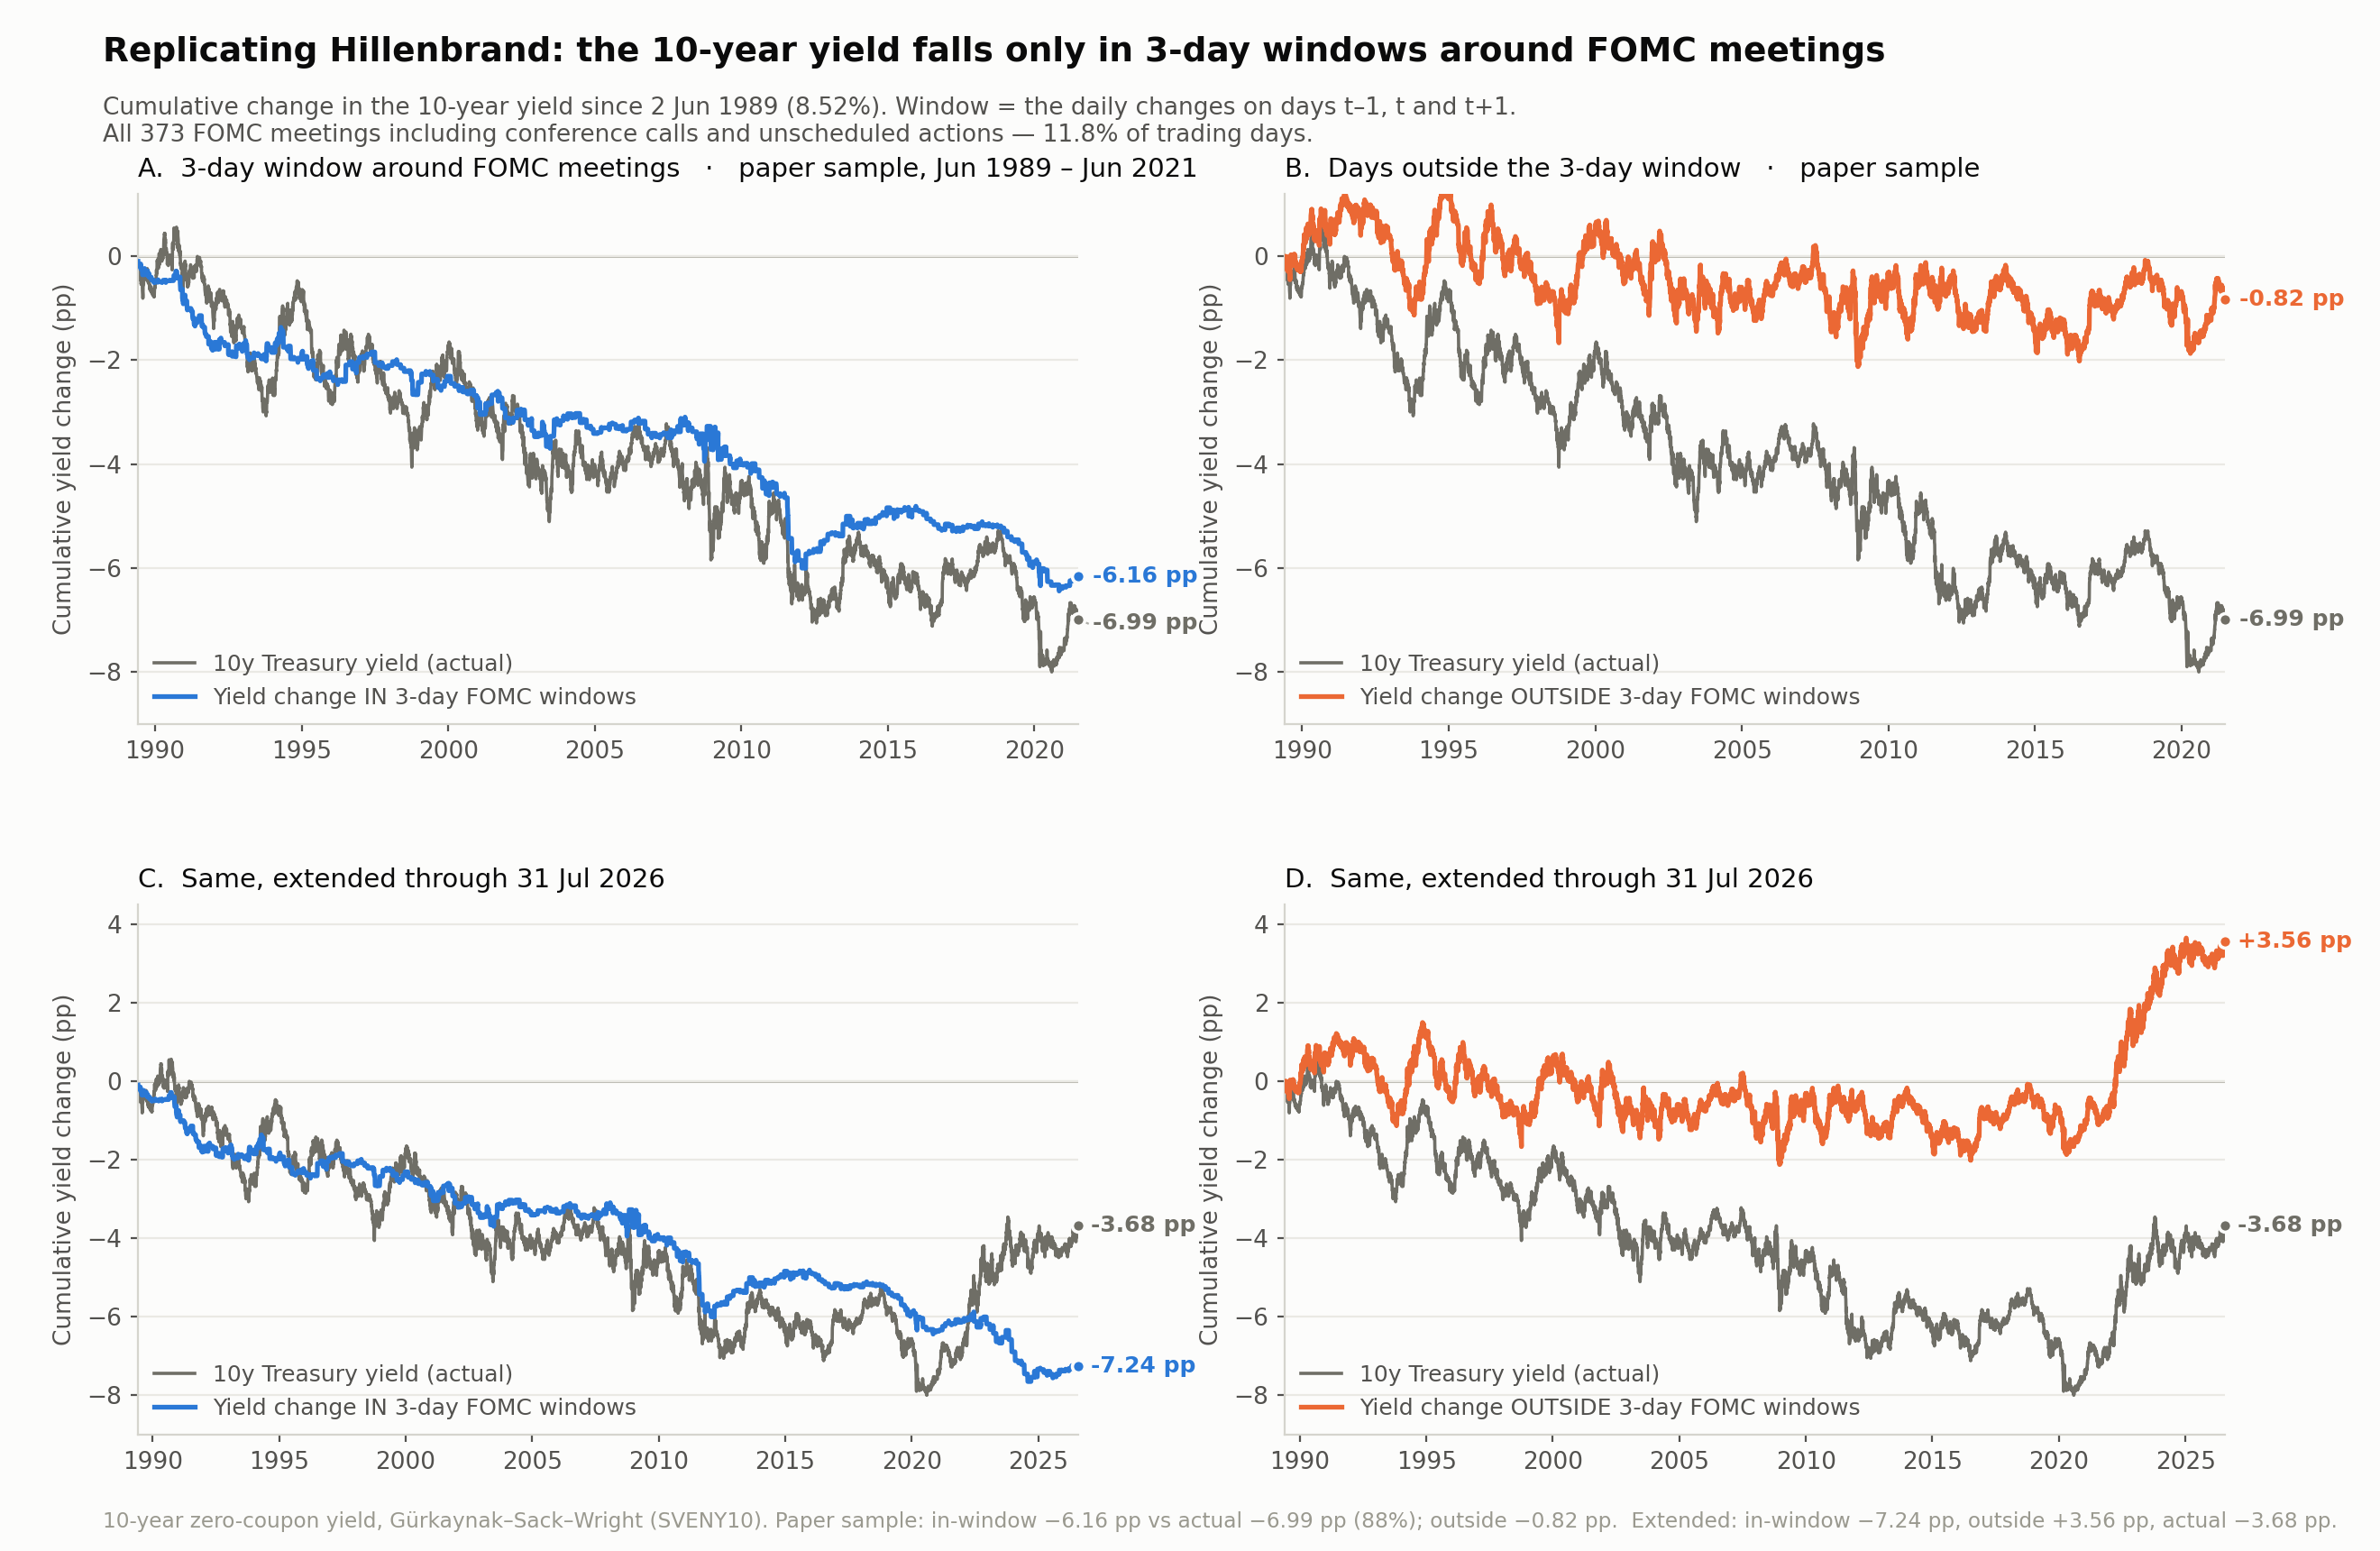 Replicating Hillenbrand: the 10-year yield falls only in 3-day windows around FOMC meetings
Cumulative change in the 10-year yield since 2 Jun 1989 (8.52%). Window = the daily changes on days t–1, t and t+1.
All 373 FOMC meetings including conference calls and unscheduled actions — 11.8% of trading days.
A.  3-day window around FOMC meetings   ·   paper sample, Jun 1989 – Jun 2021
Cumulative yield change (pp)
0
−2
−4
−6
−8
-6.16 pp
-6.99 pp
10y Treasury yield (actual)
Yield change IN 3-day FOMC windows
1990 1995 2000 2005 2010 2015 2020
B.  Days outside the 3-day window   ·   paper sample
Cumulative yield change (pp)
0
−2
−4
−6
−8
-0.82 pp
-6.99 pp
10y Treasury yield (actual)
Yield change OUTSIDE 3-day FOMC windows
1990 1995 2000 2005 2010 2015 2020
C.  Same, extended through 31 Jul 2026
Cumulative yield change (pp)
4
2
0
−2
−4
−6
−8
-3.68 pp
-7.24 pp
10y Treasury yield (actual)
Yield change IN 3-day FOMC windows
1990 1995 2000 2005 2010 2015 2020 2025
D.  Same, extended through 31 Jul 2026
Cumulative yield change (pp)
4
2
0
−2
−4
−6
−8
+3.56 pp
-3.68 pp
10y Treasury yield (actual)
Yield change OUTSIDE 3-day FOMC windows
1990 1995 2000 2005 2010 2015 2020 2025
10-year zero-coupon yield, Gürkaynak–Sack–Wright (SVENY10). Paper sample: in-window −6.16 pp vs actual −6.99 pp (88%); outside −0.82 pp.  Extended: in-window −7.24 pp, outside +3.56 pp, actual −3.68 pp.